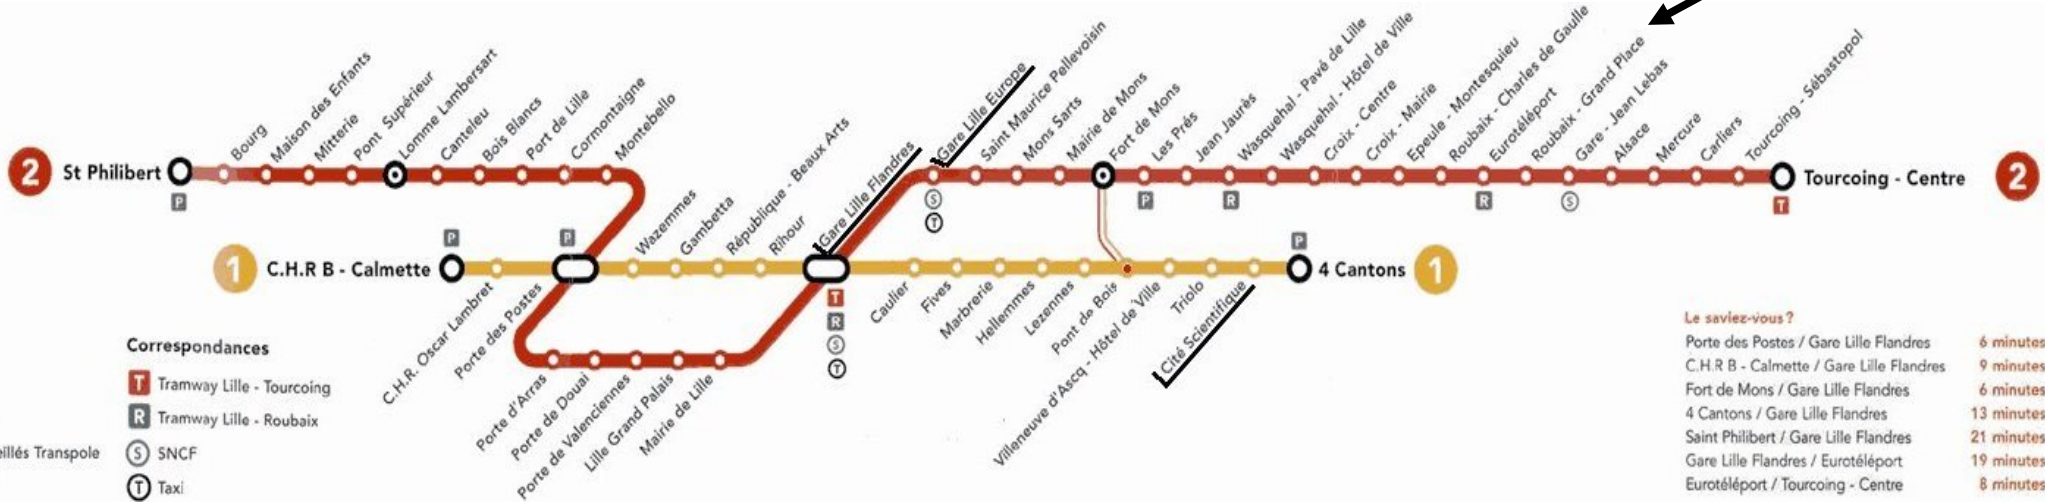 2
St Philibert
P
Bourg
Maison des Enfants
Mitterie
Pont Supérieur
Lomme Lambersart
Canteleu
Bois Blancs
Port de Lille
Cormontaigne
Montebello
Gare Lille Europe
S
T
Saint Maurice Pellevoisin
Mons Sarts
Mairie de Mons
Fort de Mons
Les Prés
P
Jean Jaurès
Wasquehal - Pavé de Lille
R
Wasquehal - Hôtel de Ville
Croix - Centre
Croix - Mairie
Epeule - Montesquieu
Roubaix - Charles de Gaulle
Eurotéléport
R
Roubaix - Grand Place
Gare - Jean Lebas
S
Alsace
Mercure
Carliers
Tourcoing - Sébastopol
Tourcoing - Centre
T
2
1
C.H.R B - Calmette
P
C.H.R. Oscar Lambret
P
Porte des Postes
Wazemmes
Gambetta
République - Beaux Arts
Rihour
Gare Lille Flandres
T
R
S
T
Caulier
Fives
Marbrerie
Hellemmes
Lezennes
Pont de Bois
Villeneuve d'Ascq - Hôtel de Ville
Triolo
Cité Scientifique
P
4 Cantons
1
Porte d'Arras
Porte de Douai
Porte de Valenciennes
Lille Grand Palais
Mairie de Lille
Correspondances
T Tramway Lille - Tourcoing
R Tramway Lille - Roubaix
S SNCF
T Taxi
eillés Transpole
Le saviez-vous ?
Porte des Postes / Gare Lille Flandres 6 minutes
C.H.R B - Calmette / Gare Lille Flandres 9 minutes
Fort de Mons / Gare Lille Flandres 6 minutes
4 Cantons / Gare Lille Flandres 13 minutes
Saint Philibert / Gare Lille Flandres 21 minutes
Gare Lille Flandres / Eurotéléport 19 minutes
Eurotéléport / Tourcoing - Centre 8 minutes